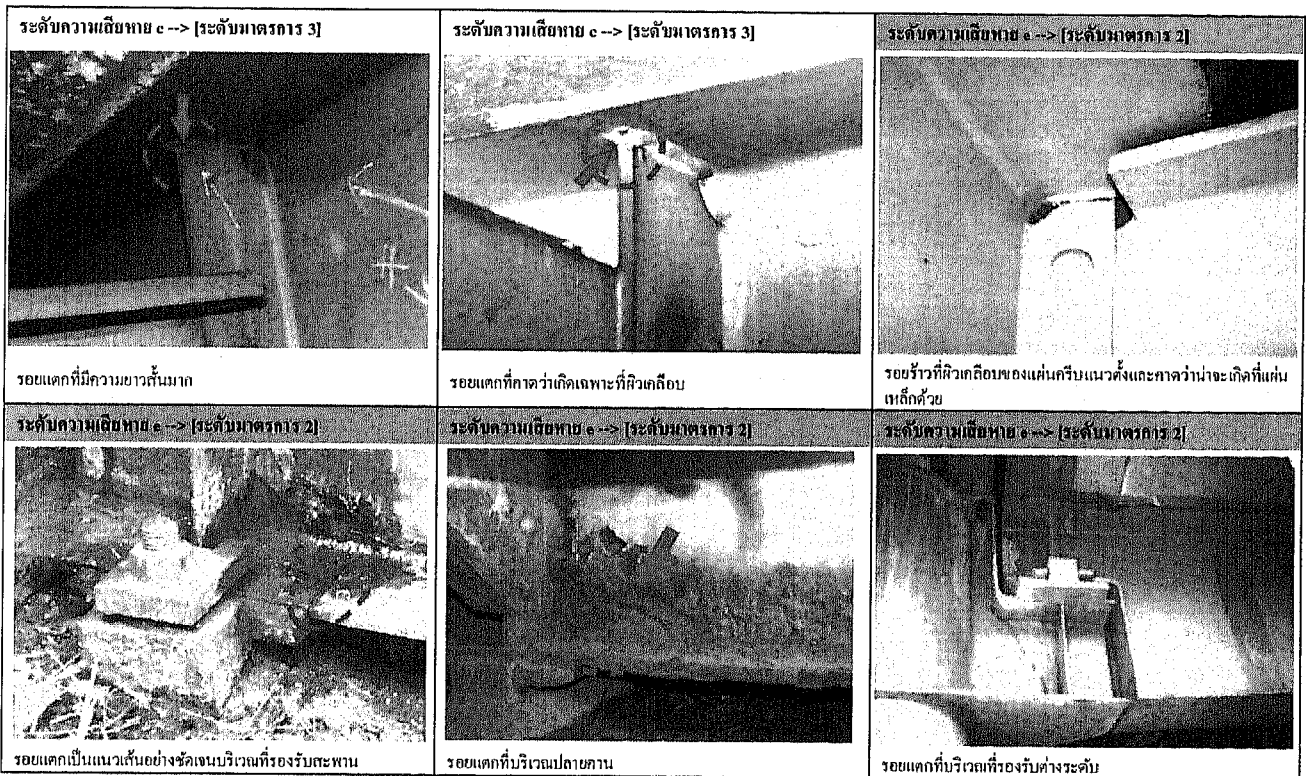 ระดับความเสียหาย c --> [ระดับมาตรการ 3]
ระดับความเสียหาย c --> [ระดับมาตรการ 3]
ระดับความเสียหาย e --> [ระดับมาตรการ 2]
รอยแตกที่มีความยาวสั้นมาก
รอยแตกที่คาดว่าเกิดเฉพาะที่ผิวเคลือบ
รอยร้าวที่ผิวเคลือบของแผ่นครีบแนวตั้งและคาดว่าน่าจะเกิดที่แผ่น
เหล็กด้วย
ระดับความเสียหาย e --> [ระดับมาตรการ 2]
ระดับความเสียหาย e --> [ระดับมาตรการ 2]
ระดับความเสียหาย e --> [ระดับมาตรการ 2]
รอยแตกเป็นแนวเส้นอย่างชัดเจนบริเวณที่รองรับสะพาน
รอยแตกที่บริเวณปลายคาน
รอยแตกที่บริเวณที่รองรับต่างระดับ